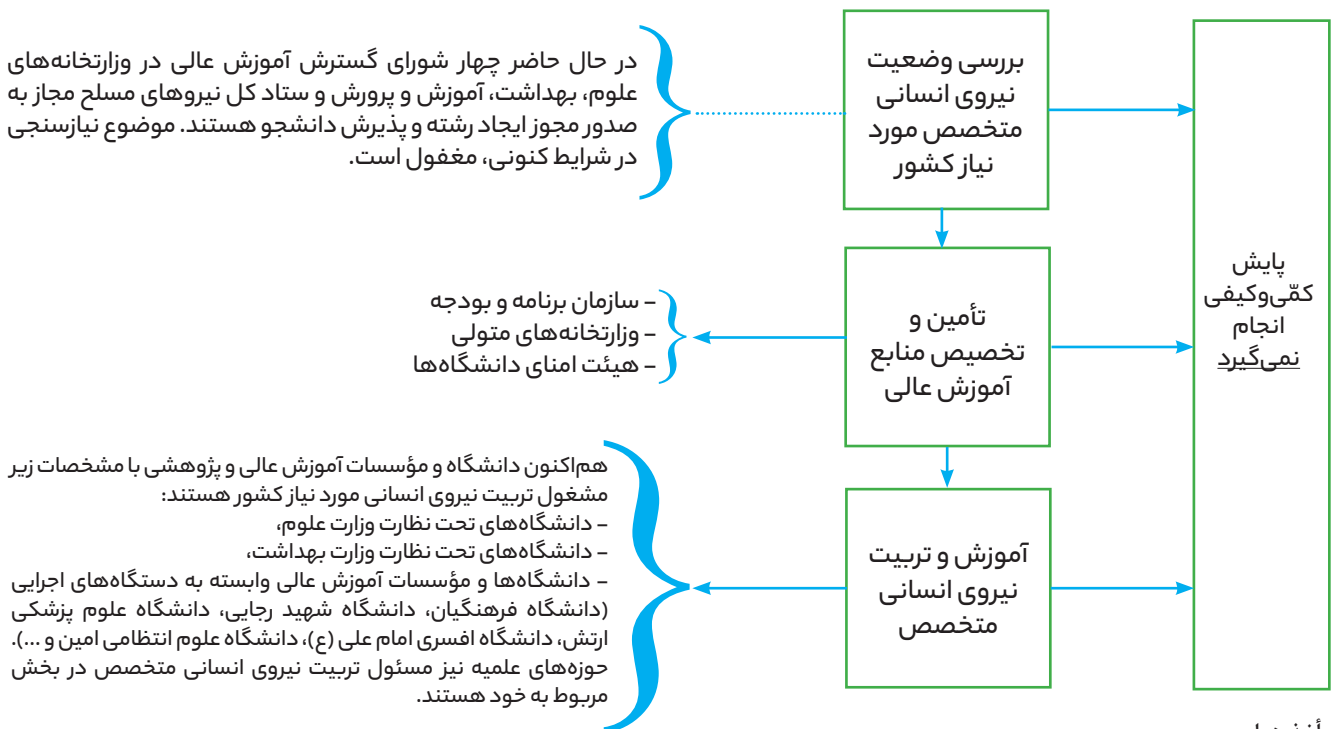 بررسی وضعیت
نیروی انسانی
متخصص مورد
نیاز کشور
در حال حاضر چهار شورای گسترش آموزش عالی در وزارتخانه‌های
علوم، بهداشت، آموزش و پرورش و ستاد کل نیروهای مسلح مجاز به
صدور مجوز ایجاد رشته و پذیرش دانشجو هستند. موضوع نیازسنجی
در شرایط کنونی، مغفول است.
پایش
کمّی‌وکیفی
انجام
نمی‌گیرد
تأمین و
تخصیص منابع
آموزش عالی
– سازمان برنامه و بودجه
– وزارتخانه‌های متولی
– هیئت امنای دانشگاه‌ها
آموزش و تربیت
نیروی انسانی
متخصص
هم‌اکنون دانشگاه و مؤسسات آموزش عالی و پژوهشی با مشخصات زیر
مشغول تربیت نیروی انسانی مورد نیاز کشور هستند:
– دانشگاه‌های تحت نظارت وزارت علوم،
– دانشگاه‌های تحت نظارت وزارت بهداشت،
– دانشگاه‌ها و مؤسسات آموزش عالی وابسته به دستگاه‌های اجرایی
(دانشگاه فرهنگیان، دانشگاه شهید رجایی، دانشگاه علوم پزشکی
ارتش، دانشگاه افسری امام علی (ع)، دانشگاه علوم انتظامی امین و ...).
حوزه‌های علمیه نیز مسئول تربیت نیروی انسانی متخصص در بخش
مربوط به خود هستند.